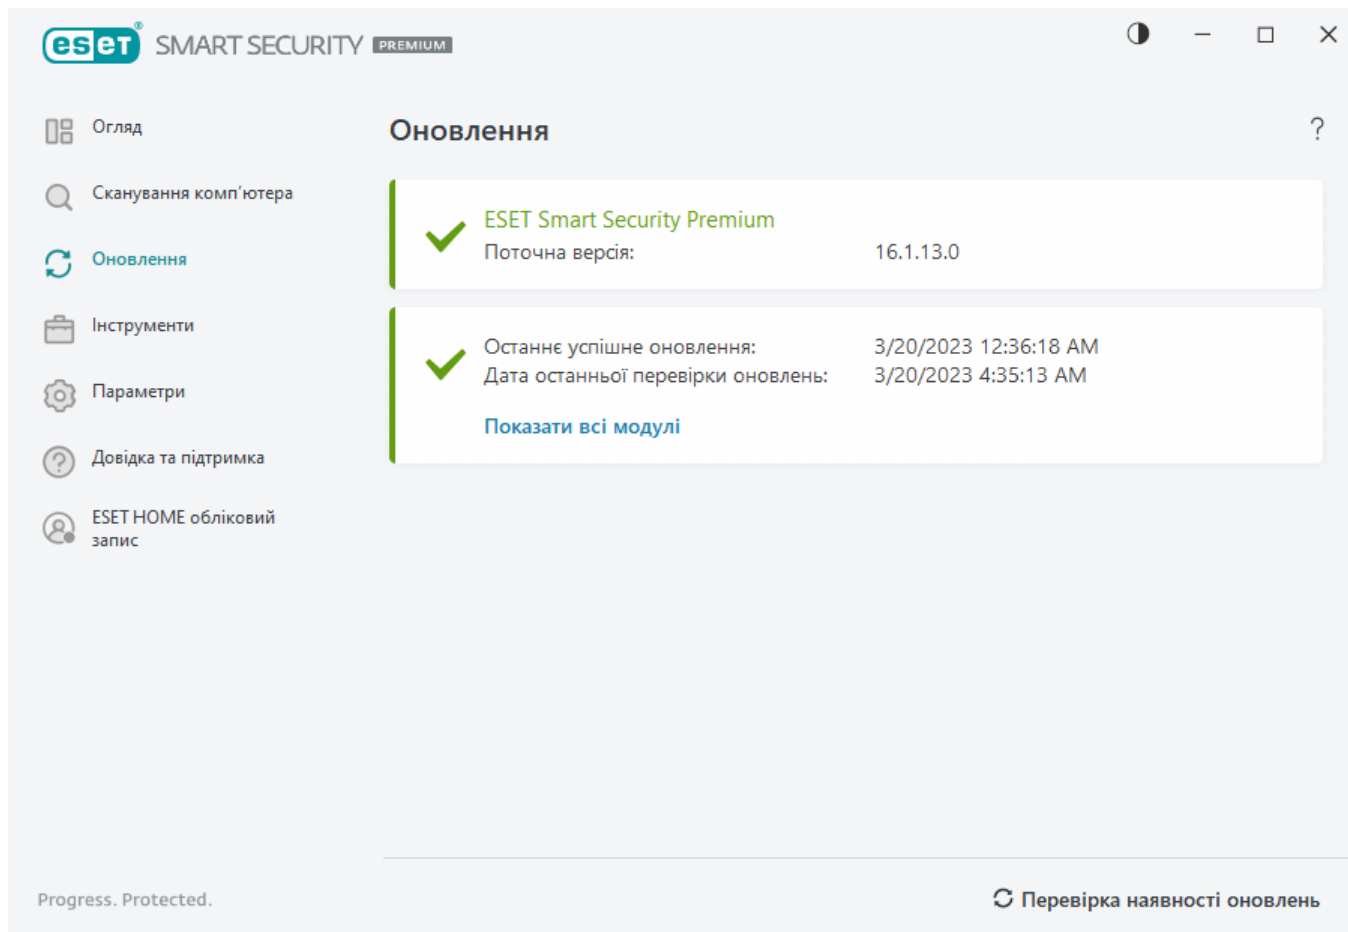 eset® SMART SECURITY PREMIUM
Огляд
Сканування комп'ютера
Оновлення
Інструменти
Параметри
Довідка та підтримка
ESET HOME обліковий
запис
Оновлення
?
ESET Smart Security Premium
Поточна версія: 16.1.13.0
Останнє успішне оновлення: 3/20/2023 12:36:18 AM
Дата останньої перевірки оновлень: 3/20/2023 4:35:13 AM
Показати всі модулі
Progress. Protected.
Перевірка наявності оновлень